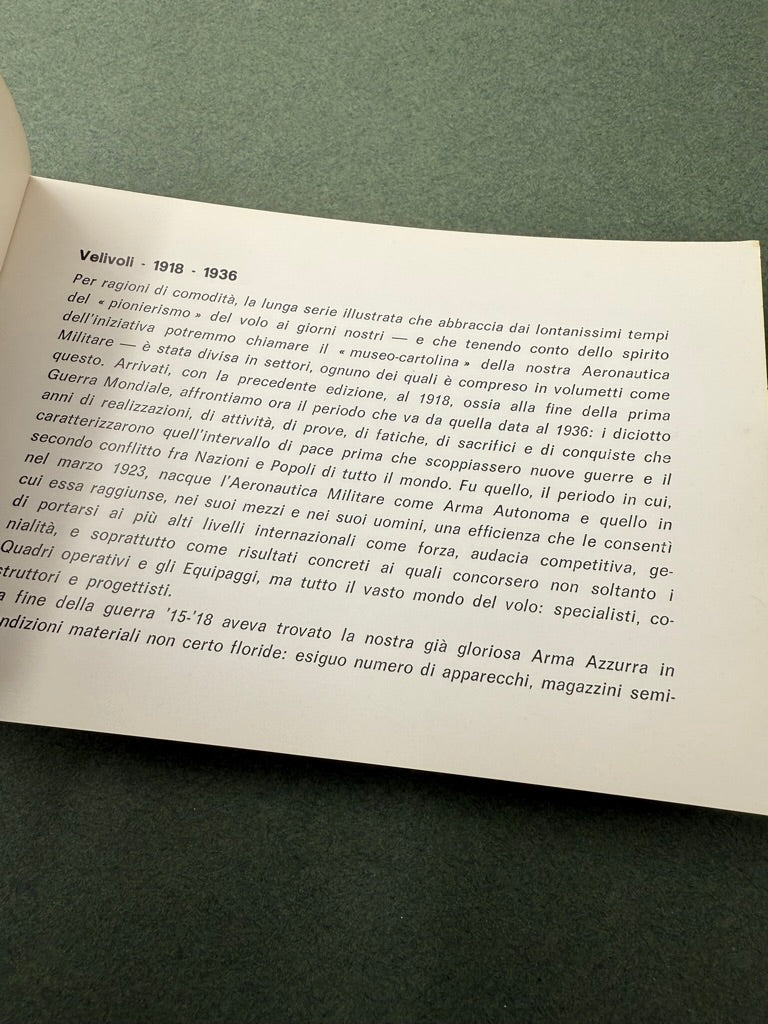 Velivoli - 1918 - 1936
Per ragioni di comodità, la lunga serie illustrata che abbraccia dai lontanissimi tempi
del « pionierismo » del volo ai giorni nostri — e che tenendo conto dello spirito
dell'iniziativa potremmo chiamare il « museo-cartolina » della nostra Aeronautica
Militare — è stata divisa in settori, ognuno dei quali è compreso in volumetti come
questo. Arrivati, con la precedente edizione, al 1918, ossia alla fine della prima
Guerra Mondiale, affrontiamo ora il periodo che va da quella data al 1936: i diciotto
anni di realizzazioni, di attività, di prove, di fatiche, di sacrifici e di conquiste che
caratterizzarono quell'intervallo di pace prima che scoppiassero nuove guerre e il
secondo conflitto fra Nazioni e Popoli di tutto il mondo. Fu quello, il periodo in cui,
nel marzo 1923, nacque l'Aeronautica Militare come Arma Autonoma e quello in
cui essa raggiunse, nei suoi mezzi e nei suoi uomini, una efficienza che le consentì
di portarsi ai più alti livelli internazionali come forza, audacia competitiva, ge-
nialità, e soprattutto come risultati concreti ai quali concorsero non soltanto i
Quadri operativi e gli Equipaggi, ma tutto il vasto mondo del volo: specialisti, co-
struttori e progettisti.
a fine della guerra '15-'18 aveva trovato la nostra già gloriosa Arma Azzurra in
ndizioni materiali non certo floride: esiguo numero di apparecchi, magazzini semi-